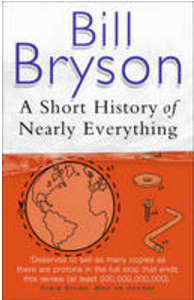 Bill
Bryson
A Short History of
Nearly Everything
'Deserves to sell as many copies as
there are protons in the full stop that ends
this review (at least 500,000,000,000)'
Craig Brown, Mail on Sunday